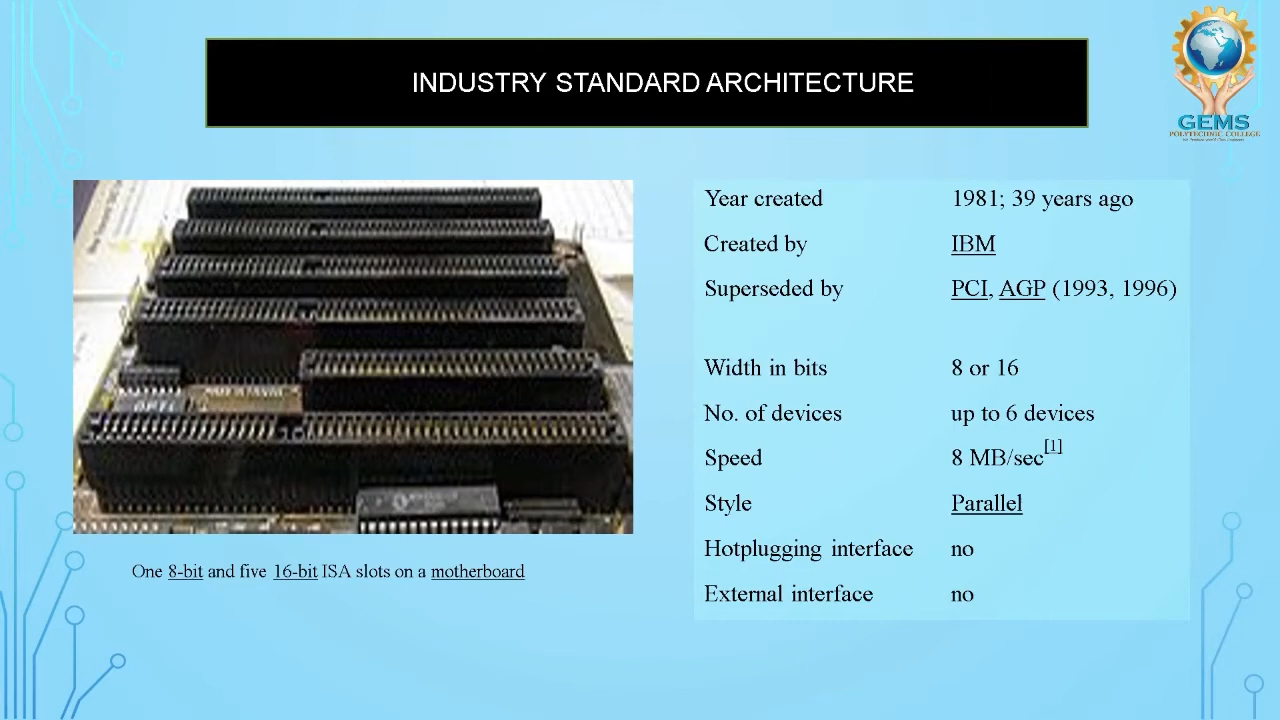 INDUSTRY STANDARD ARCHITECTURE
GEMS
POLYTECHNIC COLLEGE
Year created 1981; 39 years ago
Created by IBM
Superseded by PCI, AGP (1993, 1996)
Width in bits 8 or 16
No. of devices up to 6 devices
Speed 8 MB/sec[1]
Style Parallel
Hotplugging interface no
External interface no
One 8-bit and five 16-bit ISA slots on a motherboard